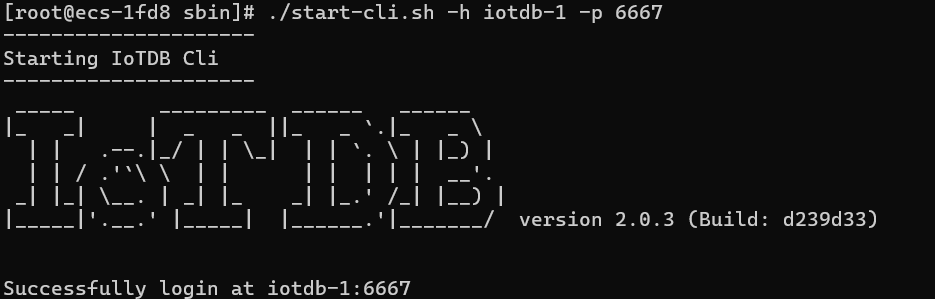 [root@ecs-1fd8 sbin]# ./start-cli.sh -h iotdb-1 -p 6667
---------------------
Starting IoTDB Cli
---------------------
 _____       _________  ______   ______
|_   _|     |  _   _  ||_   _ `.|_   _ \
  | |   .--.|_/ | | \_|  | | `. \ | |_) |
  | | / .'`\ \  | |      | |  | | |  __'.
 _| |_| \__. | _| |_    _| |_.' /_| |__) |
|_____|'.__.' |_____|  |______.'|_______/  version 2.0.3 (Build: d239d33)
Successfully login at iotdb-1:6667